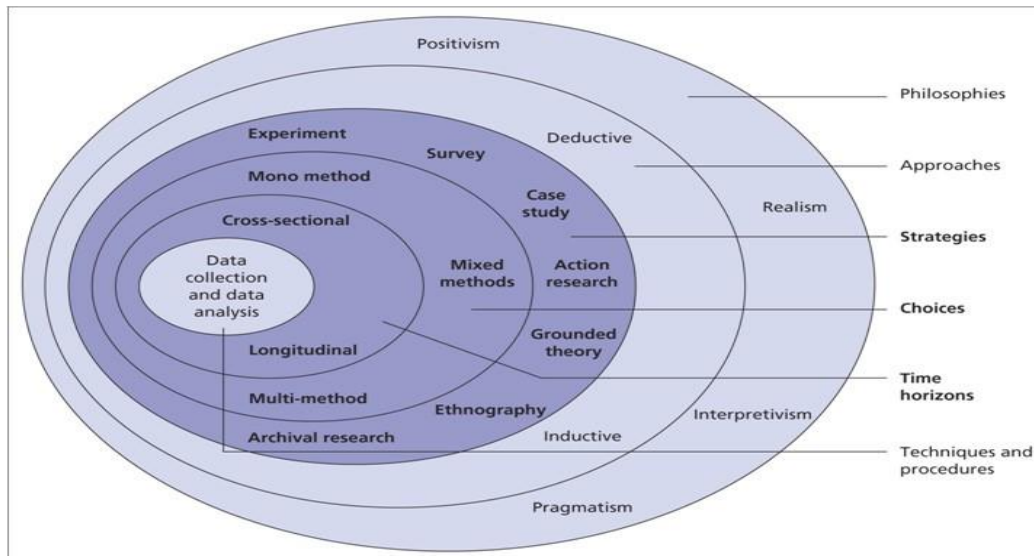 Positivism
Philosophies
Experiment
Deductive
Survey
Approaches
Mono method
Case
study
Realism
Cross-sectional
Strategies
Data
collection
and data
analysis
Mixed
methods
Action
research
Choices
Grounded
theory
Longitudinal
Time
horizons
Multi-method
Ethnography
Interpretivism
Archival research
Inductive
Techniques and
procedures
Pragmatism